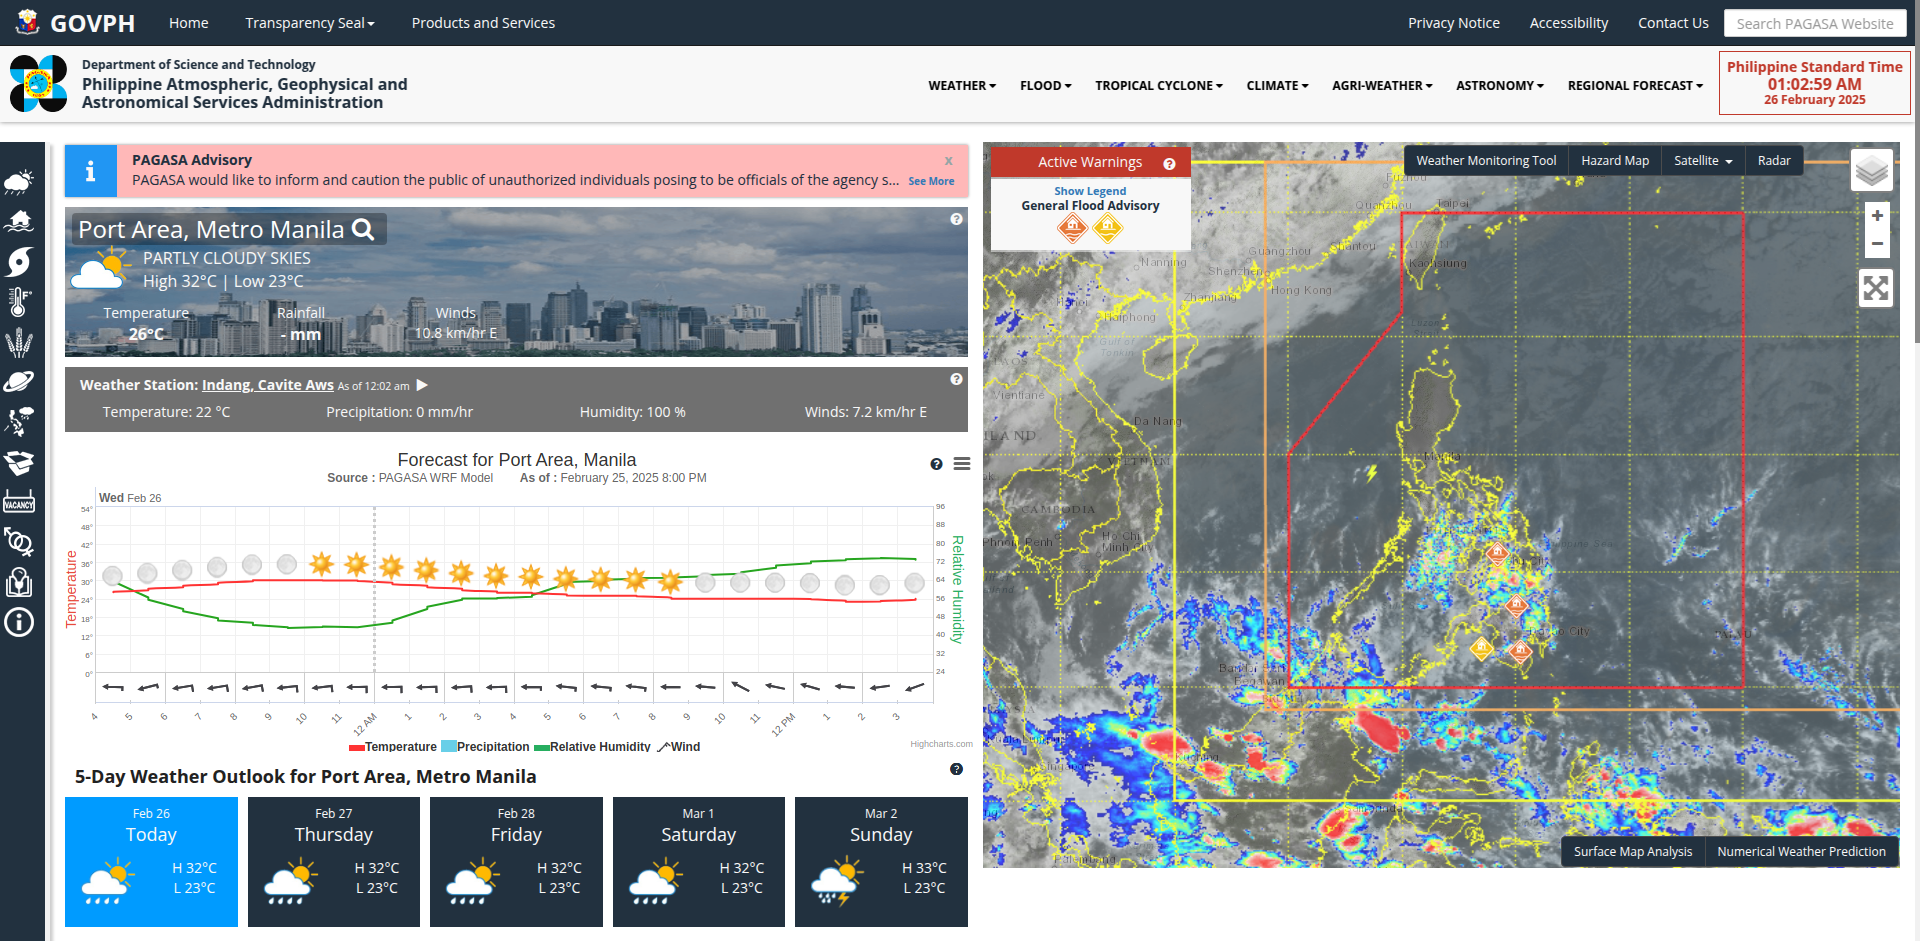 GOVPH
Home
Transparency Seal
Products and Services
Privacy Notice
Accessibility
Contact Us
Search PAGASA Website
Department of Science and Technology
Philippine Atmospheric, Geophysical and
Astronomical Services Administration
WEATHER
FLOOD
TROPICAL CYCLONE
CLIMATE
AGRI-WEATHER
ASTRONOMY
REGIONAL FORECAST
Philippine Standard Time
01:02:59 AM
26 February 2025
PAGASA Advisory
x
PAGASA would like to inform and caution the public of unauthorized individuals posing to be officials of the agency s... See More
Port Area, Metro Manila
PARTLY CLOUDY SKIES
High 32°C | Low 23°C
Temperature
26°C
Rainfall
- mm
Winds
10.8 km/hr E
Weather Station: Indang, Cavite Aws As of 12:02 am
Temperature: 22 °C
Precipitation: 0 mm/hr
Humidity: 100 %
Winds: 7.2 km/hr E
Forecast for Port Area, Manila
Source : PAGASA WRF Model As of : February 25, 2025 8:00 PM
Wed Feb 26
Temperature
54°
48°
42°
36°
30°
24°
18°
12°
6°
0°
96
88
80
72
64
56
48
40
32
24
Relative Humidity
4 5 6 7 8 9 10 11 12 AM 1 2 3 4 5 6 7 8 9 10 11 12 PM 1 2 3
Temperature Precipitation Relative Humidity Wind
Highcharts.com
5-Day Weather Outlook for Port Area, Metro Manila
Feb 26
Today
H 32°C
L 23°C
Feb 27
Thursday
H 32°C
L 23°C
Feb 28
Friday
H 32°C
L 23°C
Mar 1
Saturday
H 32°C
L 23°C
Mar 2
Sunday
H 33°C
L 23°C
VACANCY
Active Warnings
Show Legend
General Flood Advisory
Weather Monitoring Tool
Hazard Map
Satellite
Radar
+
−
Taipei
Quanzhou
Shantou
Guangzhou
Kaohsiung
Nanning
Shenzhen
Hong Kong
Zhanjiang
Hanoi
Haiphong
Vientiane
Da Nang
VIETNAM
Manila
CAMBODIA
Phnom Penh
Ho Chi
Minh City
PALAU
Kuching
Surface Map Analysis
Numerical Weather Prediction